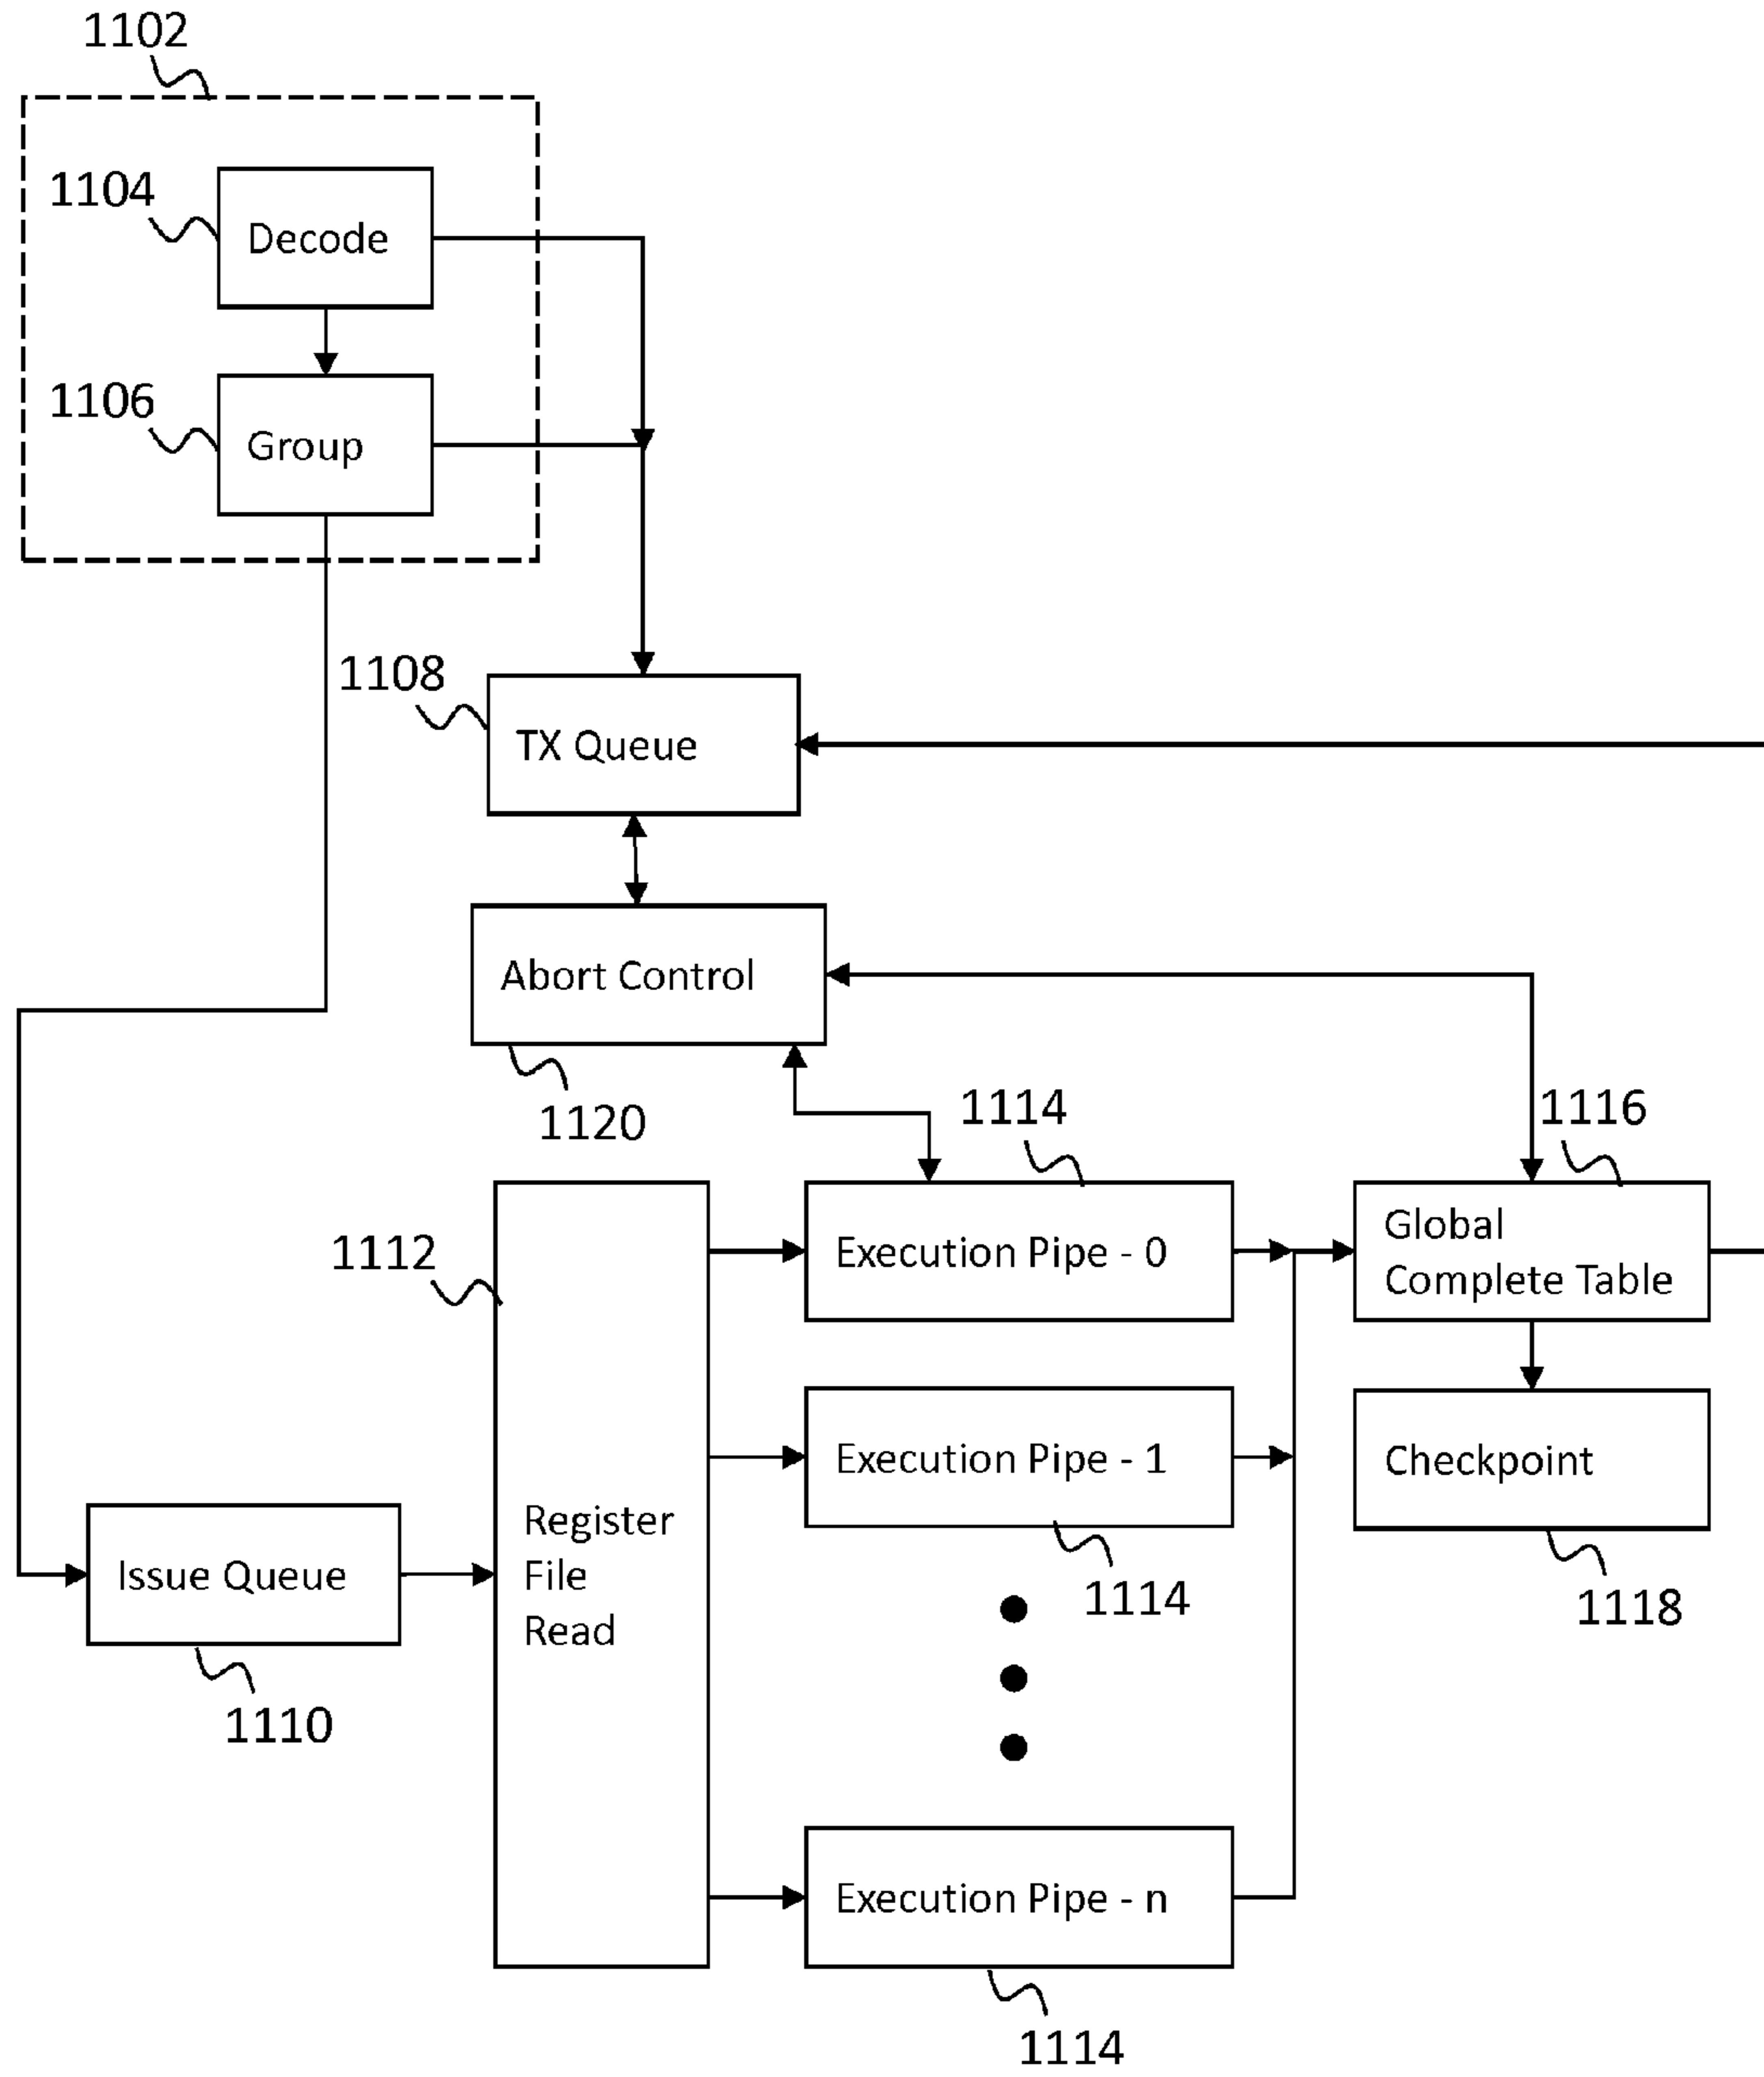 1102
1104
Decode
1106
Group
1108
TX Queue
Abort Control
1120
1114
1116
1112
Execution Pipe - 0
Global
Complete Table
Execution Pipe - 1
Checkpoint
Register
File
Read
Issue Queue
1114
1118
1110
Execution Pipe - n
1114